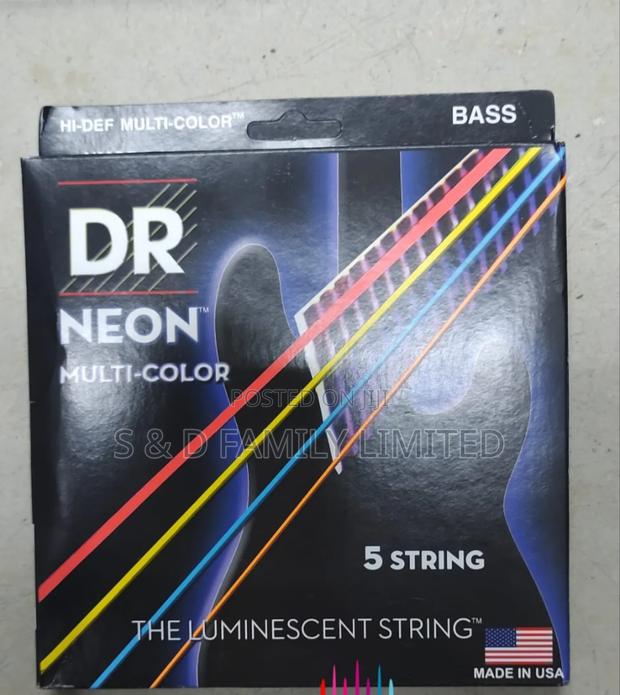 HI-DEF MULTI-COLOR™
BASS
DR
NEON™
MULTI-COLOR
POSTED ON JIJI
S & D FAMILY LIMITED
5 STRING
THE LUMINESCENT STRING™
MADE IN USA